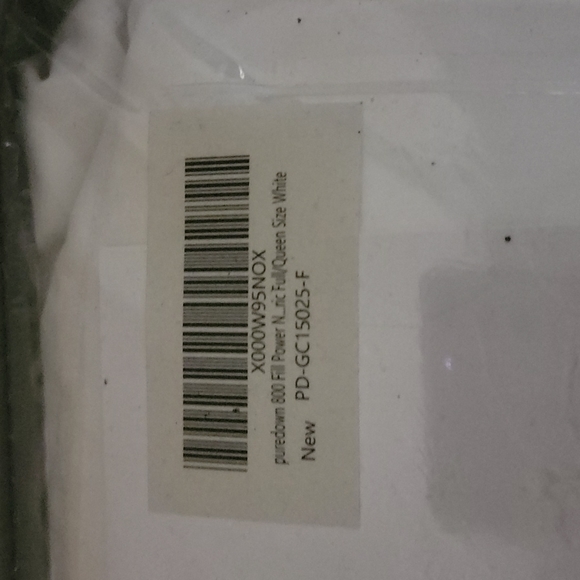 X000W95NOX
puredown 800 Fill Power N...ric Full/Queen Size White
New PD-GC15025-F